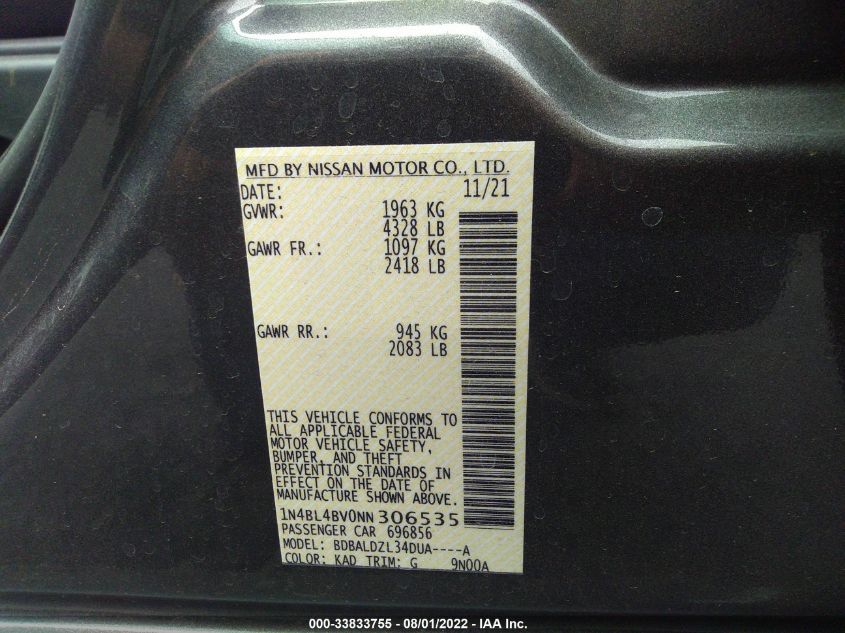 MFD BY NISSAN MOTOR CO., LTD.
DATE: 11/21
GVWR: 1963 KG
4328 LB
GAWR FR.: 1097 KG
2418 LB
GAWR RR.: 945 KG
2083 LB
THIS VEHICLE CONFORMS TO
ALL APPLICABLE FEDERAL
MOTOR VEHICLE SAFETY,
BUMPER, AND THEFT
PREVENTION STANDARDS IN
EFFECT ON THE DATE OF
MANUFACTURE SHOWN ABOVE.
1N4BL4BV0NN306535
PASSENGER CAR 696856
MODEL: BDBALDZL34DUA----A
COLOR: KAD TRIM: G 9N00A
000-33833755 - 08/01/2022 - IAA Inc.